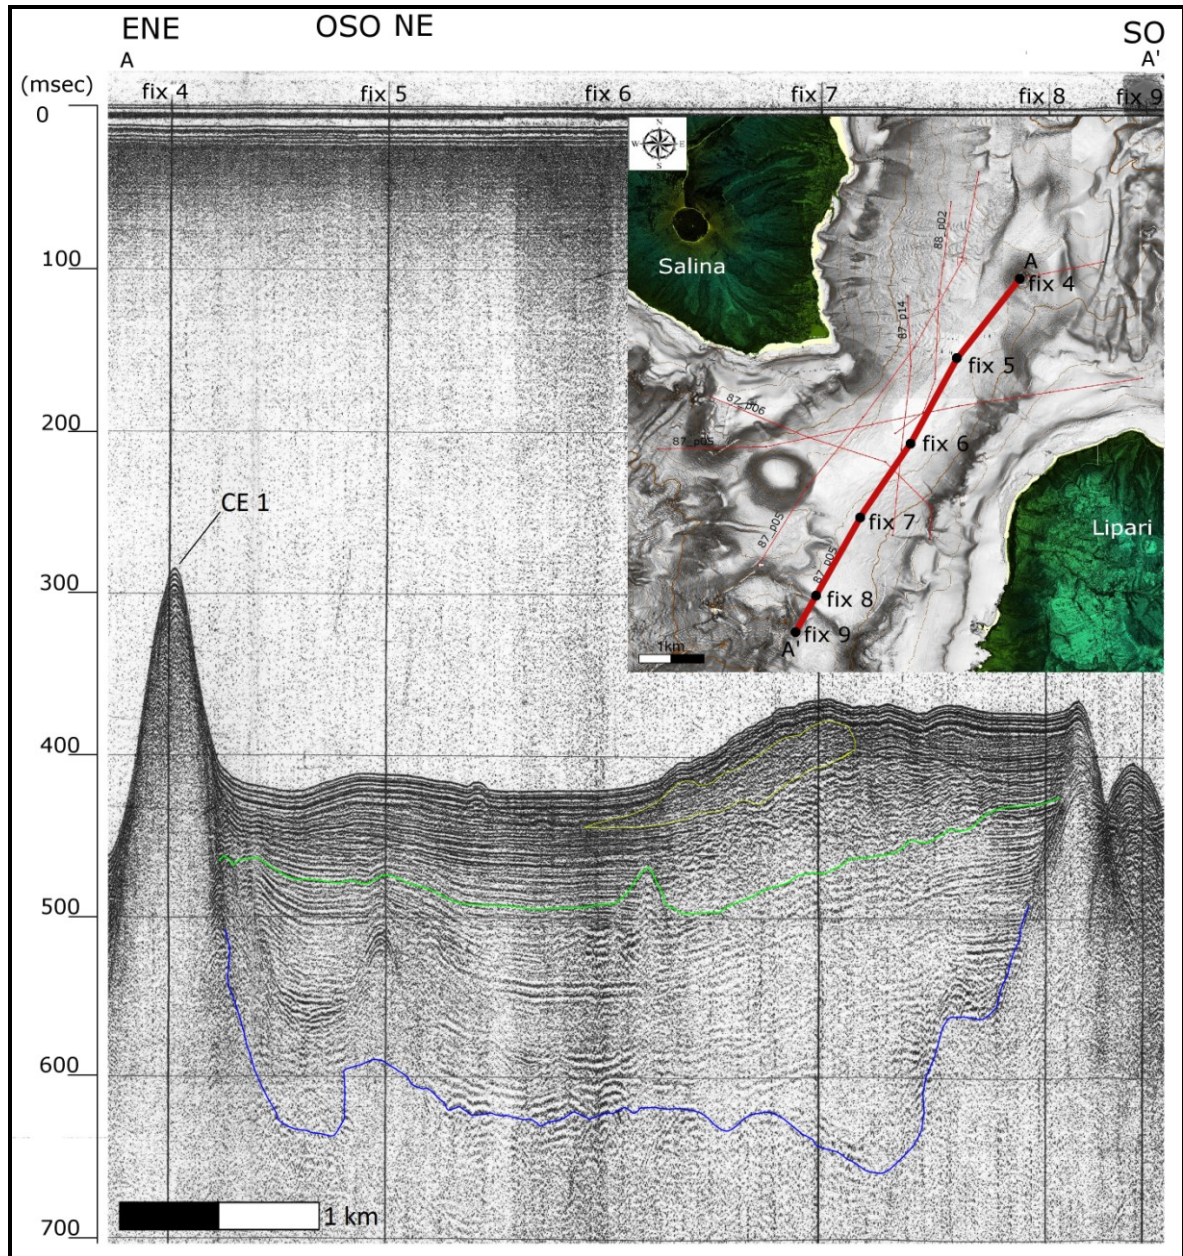 ENE OSO NE SO
A A'
(msec)
fix 4 fix 5 fix 6 fix 7 fix 8 fix 9
0
100
200
300
400
500
600
700
CE 1
1 km
N
W E
S
Salina
88_p02
A
fix 4
87_p14
fix 5
87_p06
87_p05
fix 6
87_p05
fix 7
Lipari
87_p05
fix 8
fix 9
A'
1km